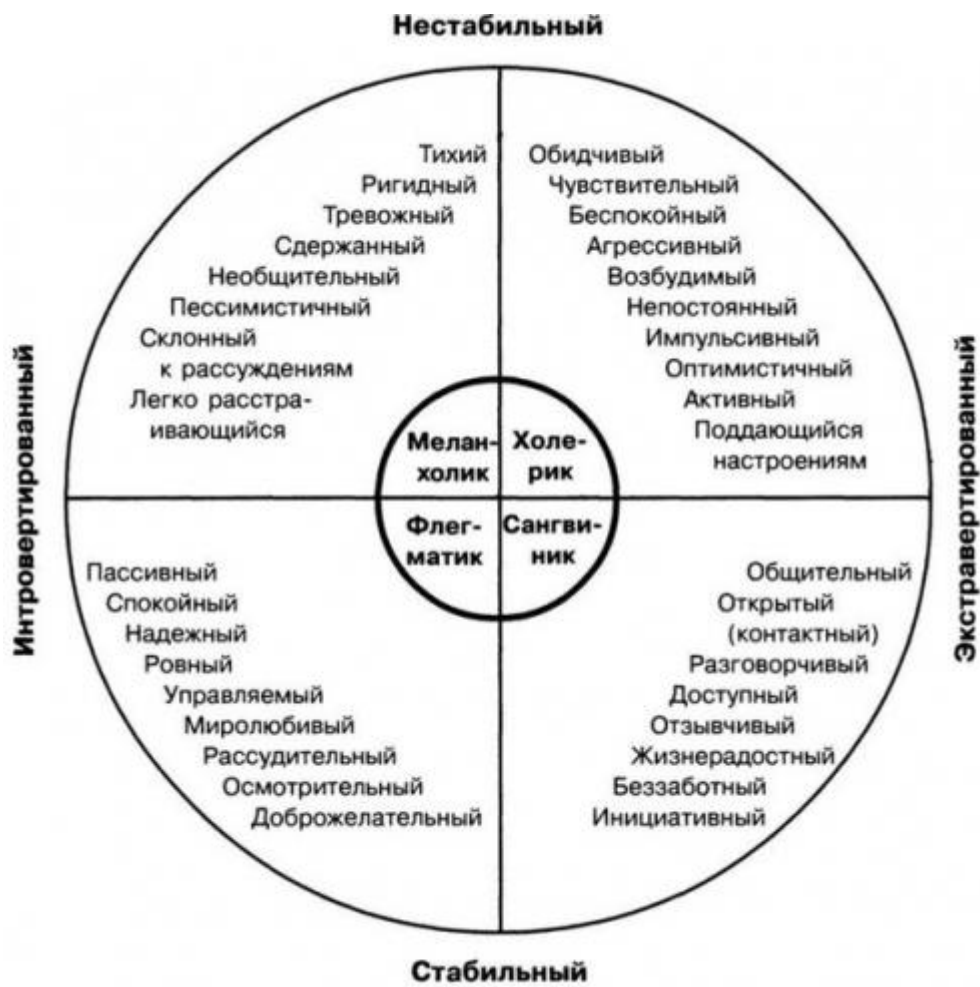 Нестабильный
Тихий
Ригидный
Тревожный
Сдержанный
Необщительный
Пессимистичный
Склонный
к рассуждениям
Легко расстра-
ивающийся
Обидчивый
Чувствительный
Беспокойный
Агрессивный
Возбудимый
Непостоянный
Импульсивный
Оптимистичный
Активный
Поддающийся
настроениям
Интровертированный
Экстравертированный
Мелан-
холик
Холе-
рик
Флег-
матик
Сангви-
ник
Пассивный
Спокойный
Надежный
Ровный
Управляемый
Миролюбивый
Рассудительный
Осмотрительный
Доброжелательный
Общительный
Открытый
(контактный)
Разговорчивый
Доступный
Отзывчивый
Жизнерадостный
Беззаботный
Инициативный
Стабильный